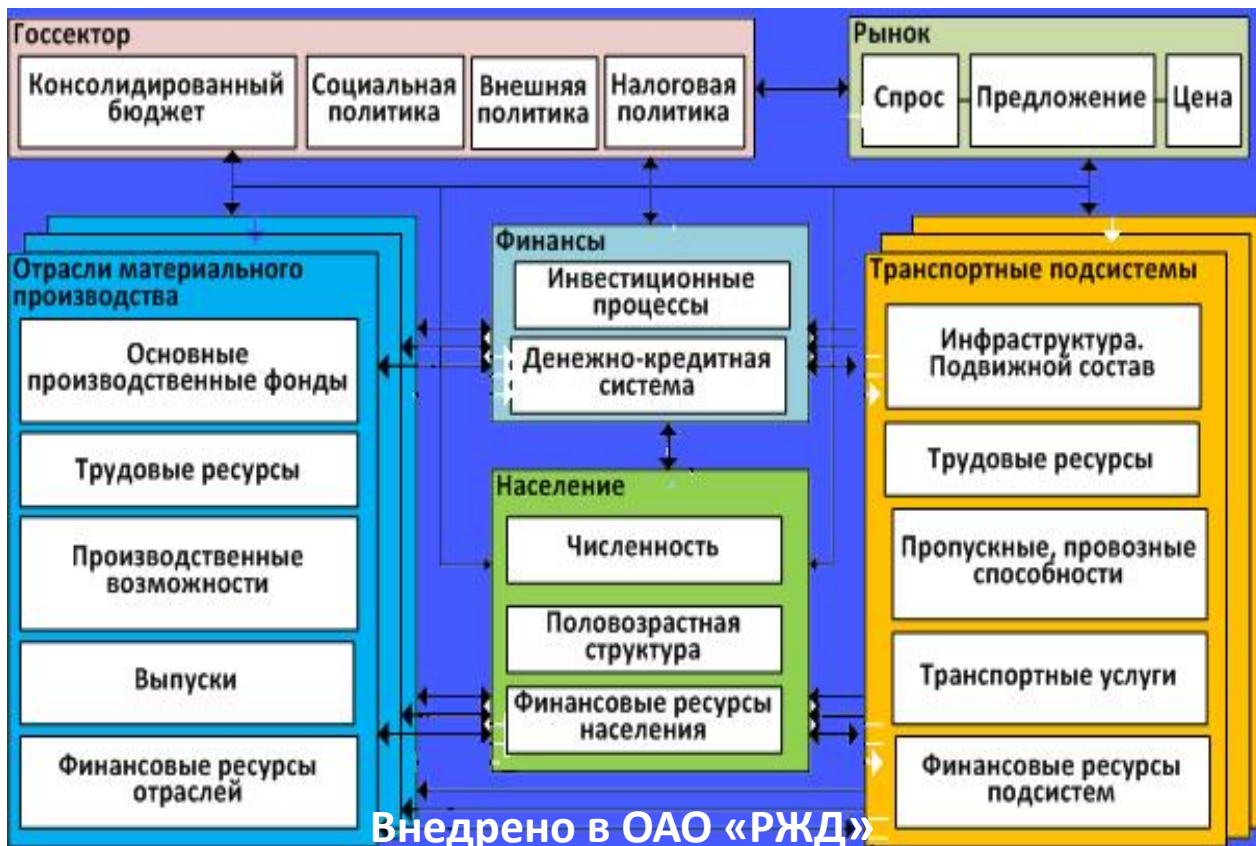 Госсектор
Консолидированный
бюджет
Социальная
политика
Внешняя
политика
Налоговая
политика
Рынок
Спрос
Предложение
Цена
Отрасли материального
производства
Основные
производственные фонды
Трудовые ресурсы
Производственные
возможности
Выпуски
Финансовые ресурсы
отраслей
Финансы
Инвестиционные
процессы
Денежно-кредитная
система
Население
Численность
Половозрастная
структура
Финансовые ресурсы
населения
Транспортные подсистемы
Инфраструктура.
Подвижной состав
Трудовые ресурсы
Пропускные, провозные
способности
Транспортные услуги
Финансовые ресурсы
подсистем
Внедрено в ОАО «РЖД»